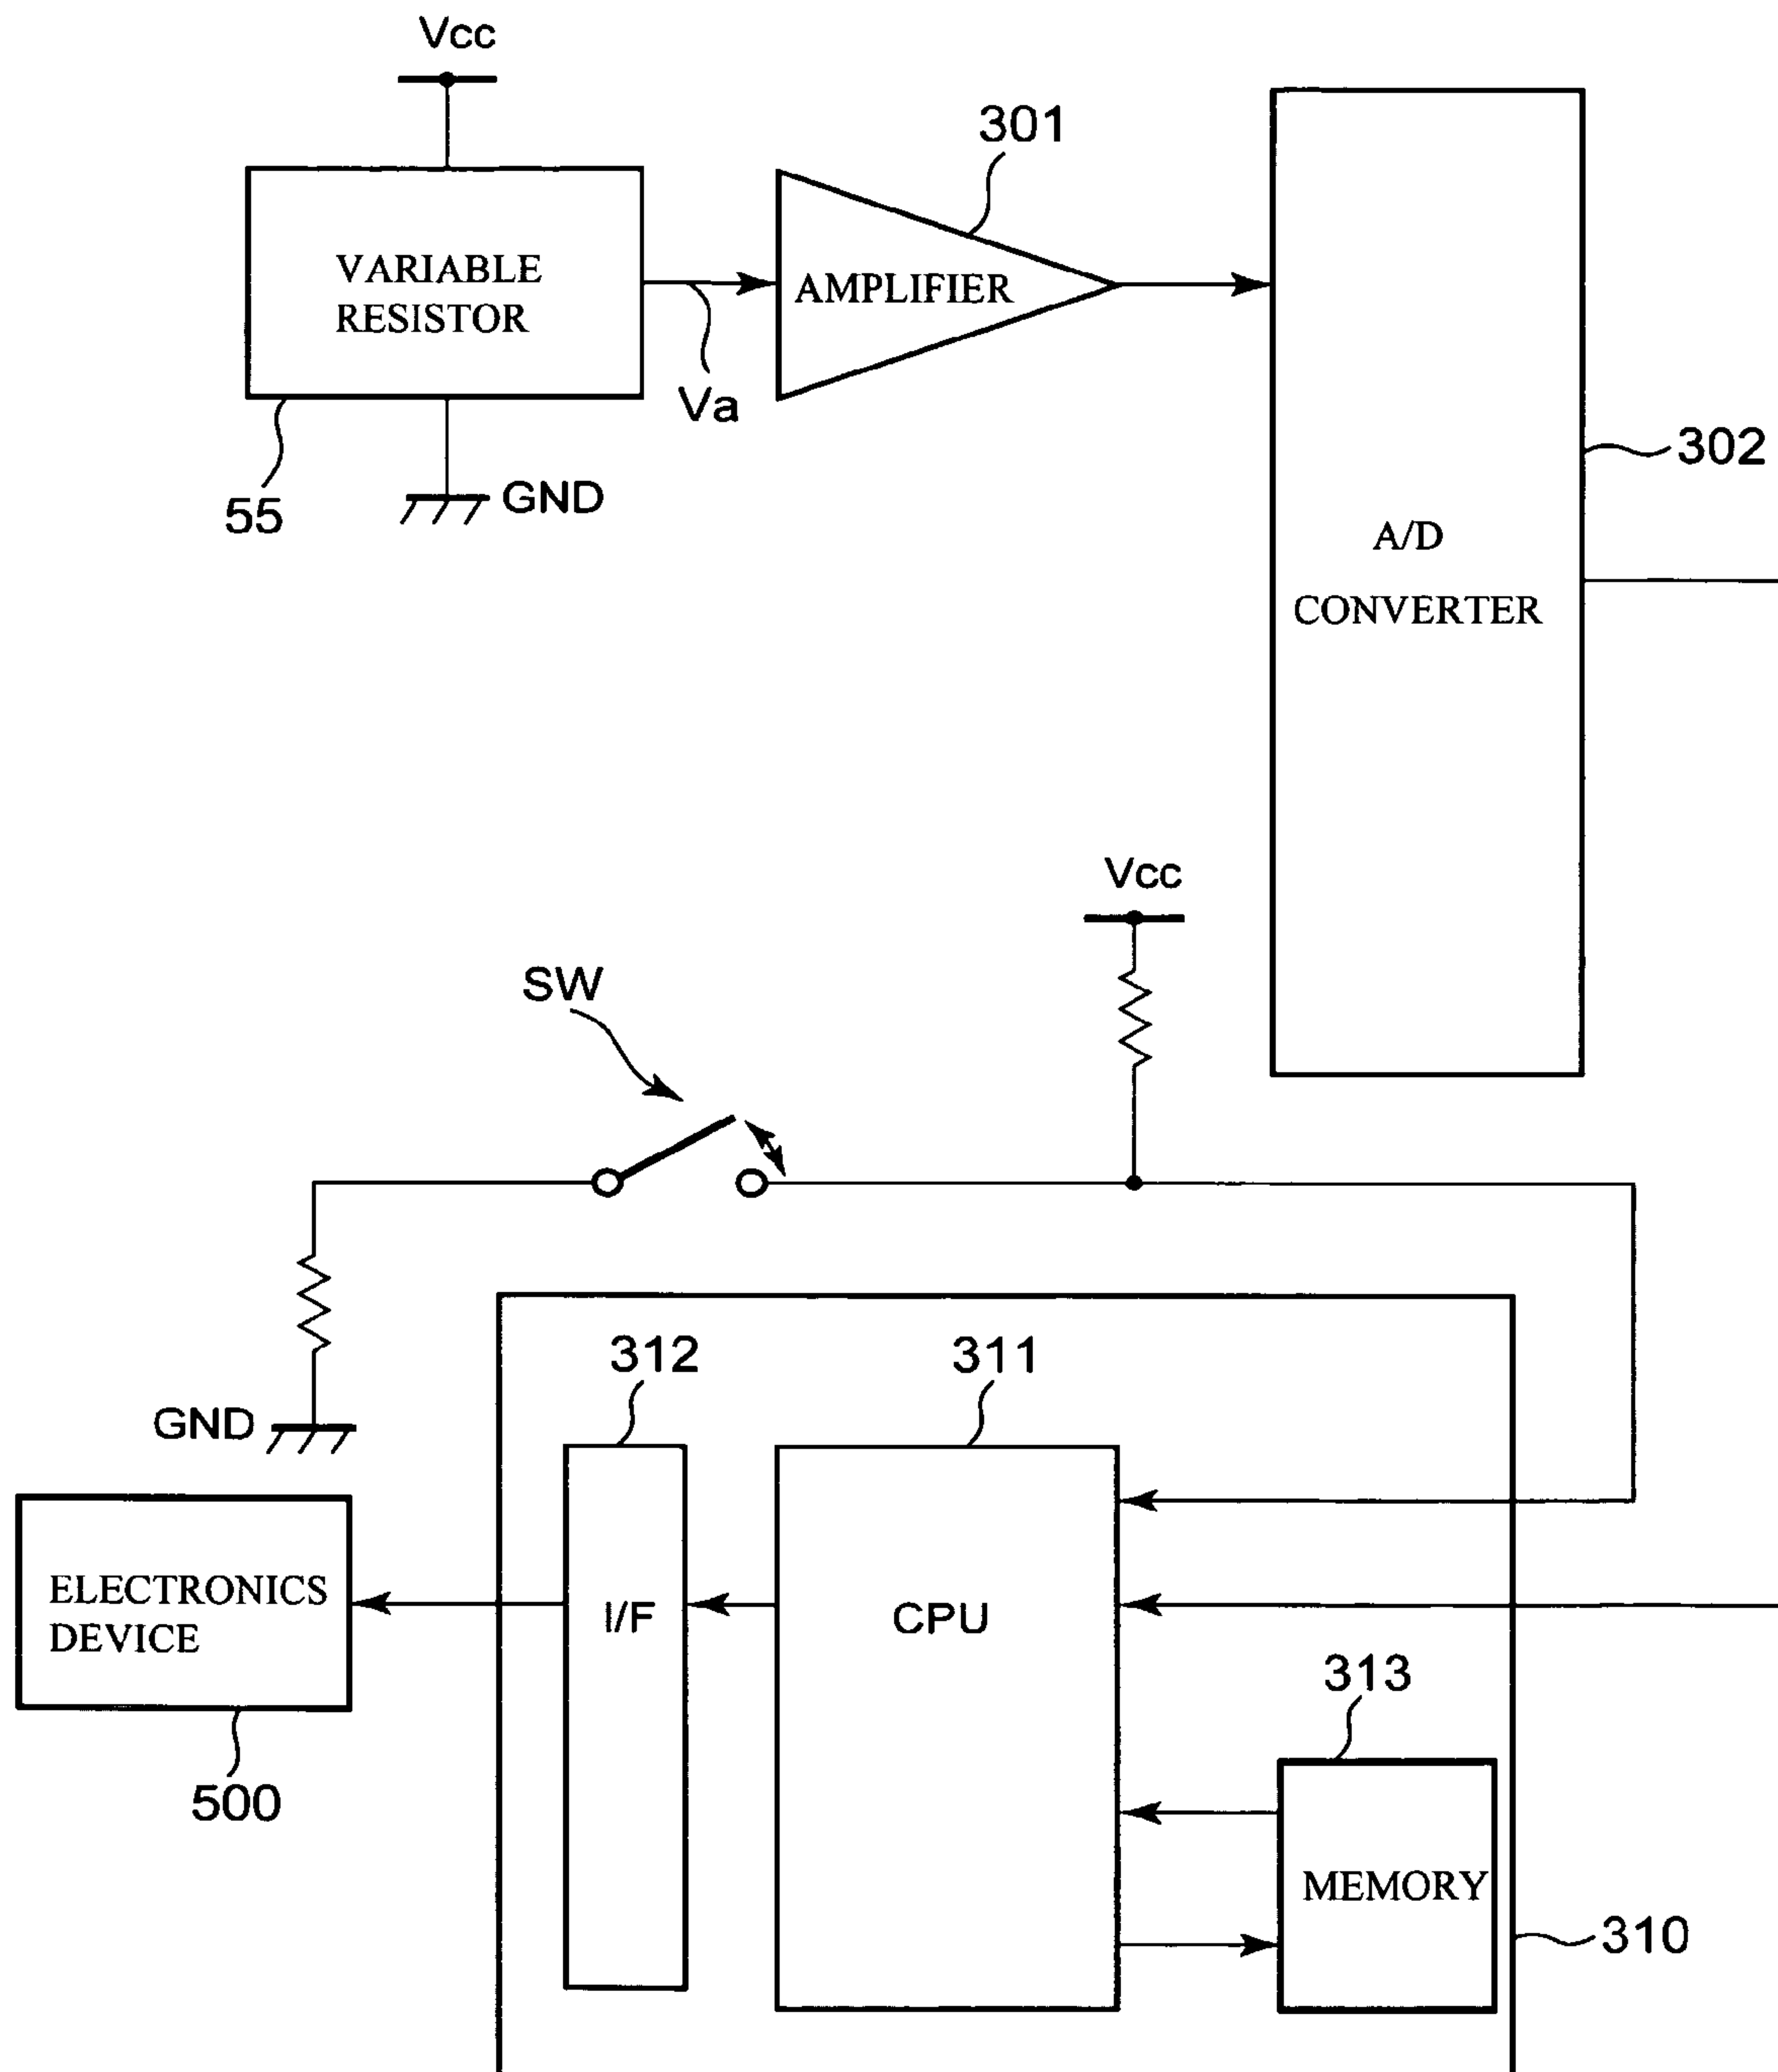 Vcc
301
VARIABLE
RESISTOR
AMPLIFIER
Va
302
55
GND
A/D
CONVERTER
Vcc
SW
312
311
GND
ELECTRONICS
DEVICE
I/F
CPU
313
500
MEMORY
310